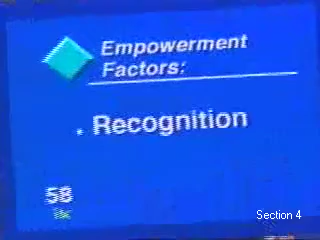 Empowerment
Factors:
. Recognition
58
Section 4